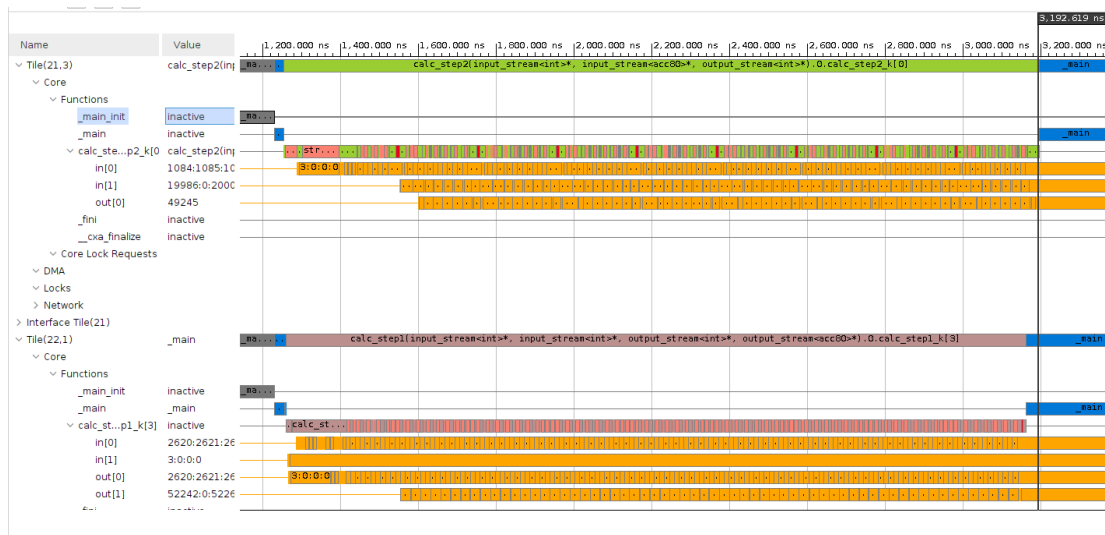 3,192.619 ns
Name Value 1,200.000 ns 1,400.000 ns 1,600.000 ns 1,800.000 ns 2,000.000 ns 2,200.000 ns 2,400.000 ns 2,600.000 ns 2,800.000 ns 3,000.000 ns 3,200.000 ns
Tile(21,3) calc_step2(inp _ma... calc_step2(input_stream<int>*, input_stream<acc80>*, output_stream<int>*).0.calc_step2_k[0] _main
Core
Functions
_main_init inactive _ma...
_main inactive
_main
calc_ste...p2_k[0 calc_step2(inp ... str...
in[0] 1084:1085:1C 3:0:0:0
in[1] 19986:0:200C
out[0] 49245
_fini inactive
__cxa_finalize inactive
Core Lock Requests
DMA
Locks
Network
Interface Tile(21)
Tile(22,1) _main _ma... calc_step1(input_stream<int>*, input_stream<int>*, output_stream<int>*, output_stream<acc80>*).0.calc_step1_k[3] _main
Core
Functions
_main_init inactive _ma...
_main _main _main
calc_st...p1_k[3] inactive .calc_st...
in[0] 2620:2621:26
in[1] 3:0:0:0
out[0] 2620:2621:26 3:0:0:0
out[1] 52242:0:5226